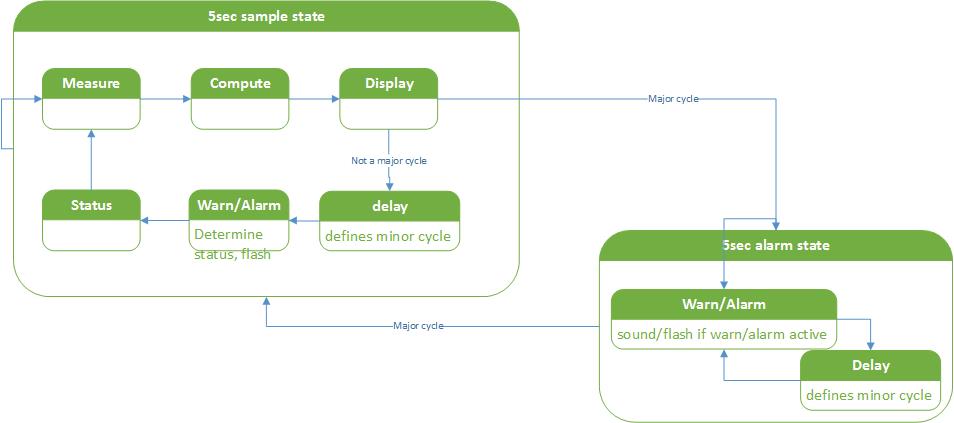 5sec sample state
Measure
Compute
Display
Major cycle
Not a major cycle
Status
Warn/Alarm
delay
Determine
status, flash
defines minor cycle
5sec alarm state
Warn/Alarm
sound/flash if warn/alarm active
Major cycle
Delay
defines minor cycle